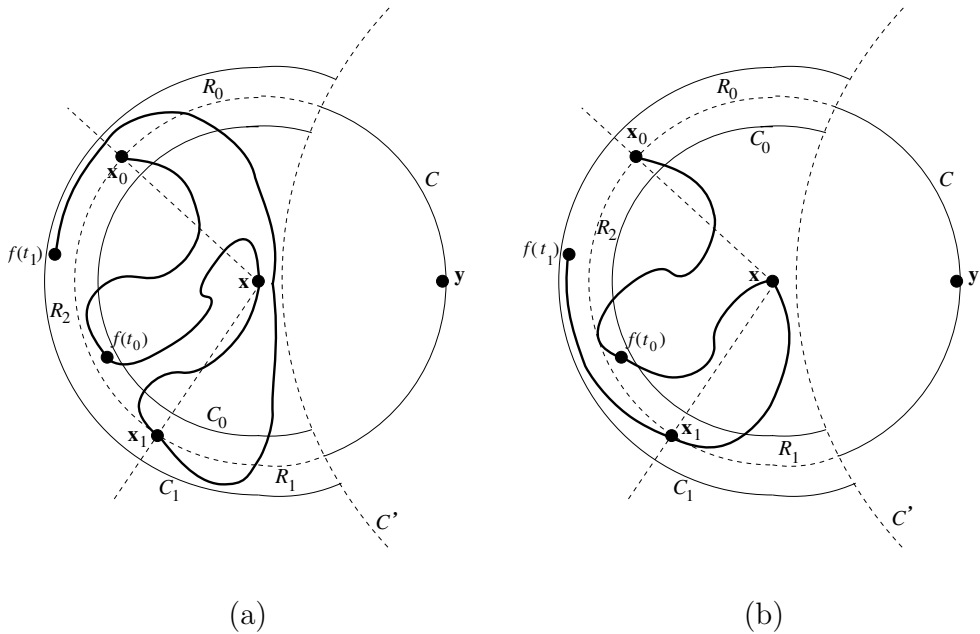 R0
x0
C
f(t1)
x
y
R2
f(t0)
C0
x1
R1
C1
C'
(a)
R0
x0
C0
C
R2
f(t1)
x
y
f(t0)
x1
R1
C1
C'
(b)